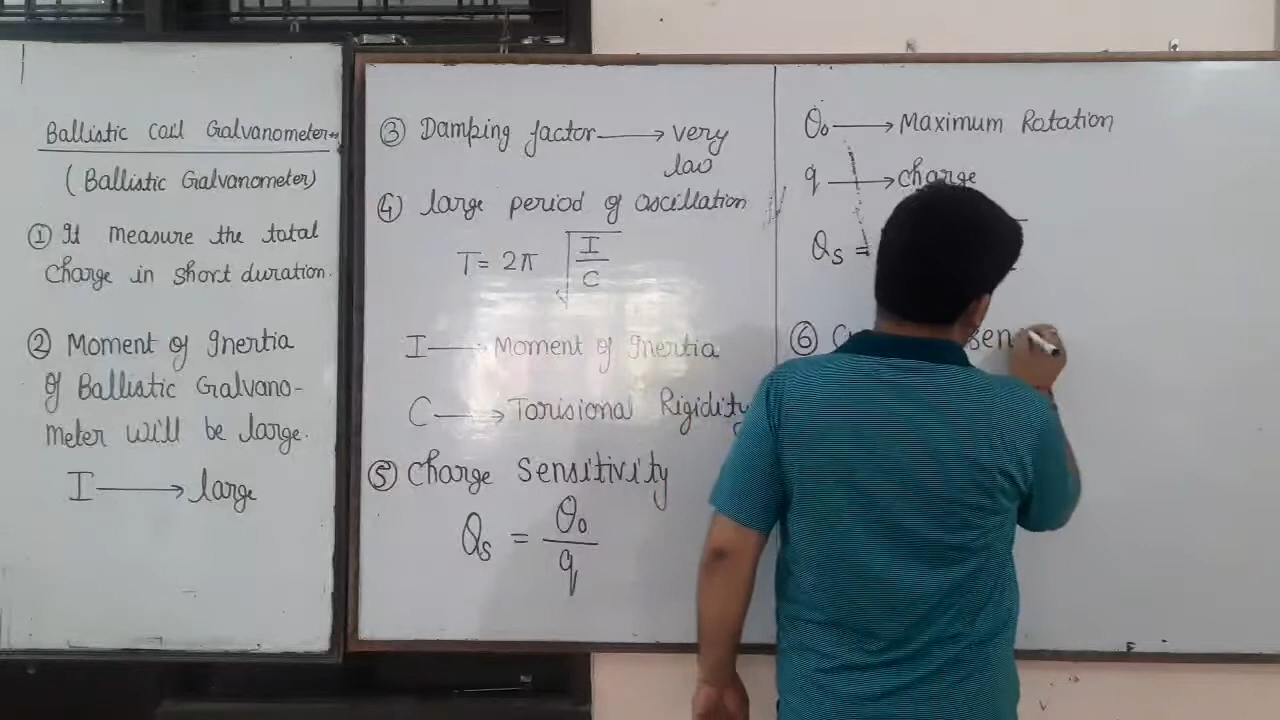 Ballistic Coil Galvanometer
(Ballistic Galvanometer)
① It measure the total
Charge in short duration.
② Moment of Inertia
of Ballistic Galvano-
meter will be large.
I ⟶ large
③ Damping factor ⟶ very
low
④ large period of oscillation
T = 2π √(I/C)
I ⟶ Moment of Inertia
C ⟶ Torisional Rigidity
⑤ Charge Sensitivity
Qs = θ₀/q
θ₀ ⟶ Maximum Rotation
q ⟶ charge
Qs =
⑥